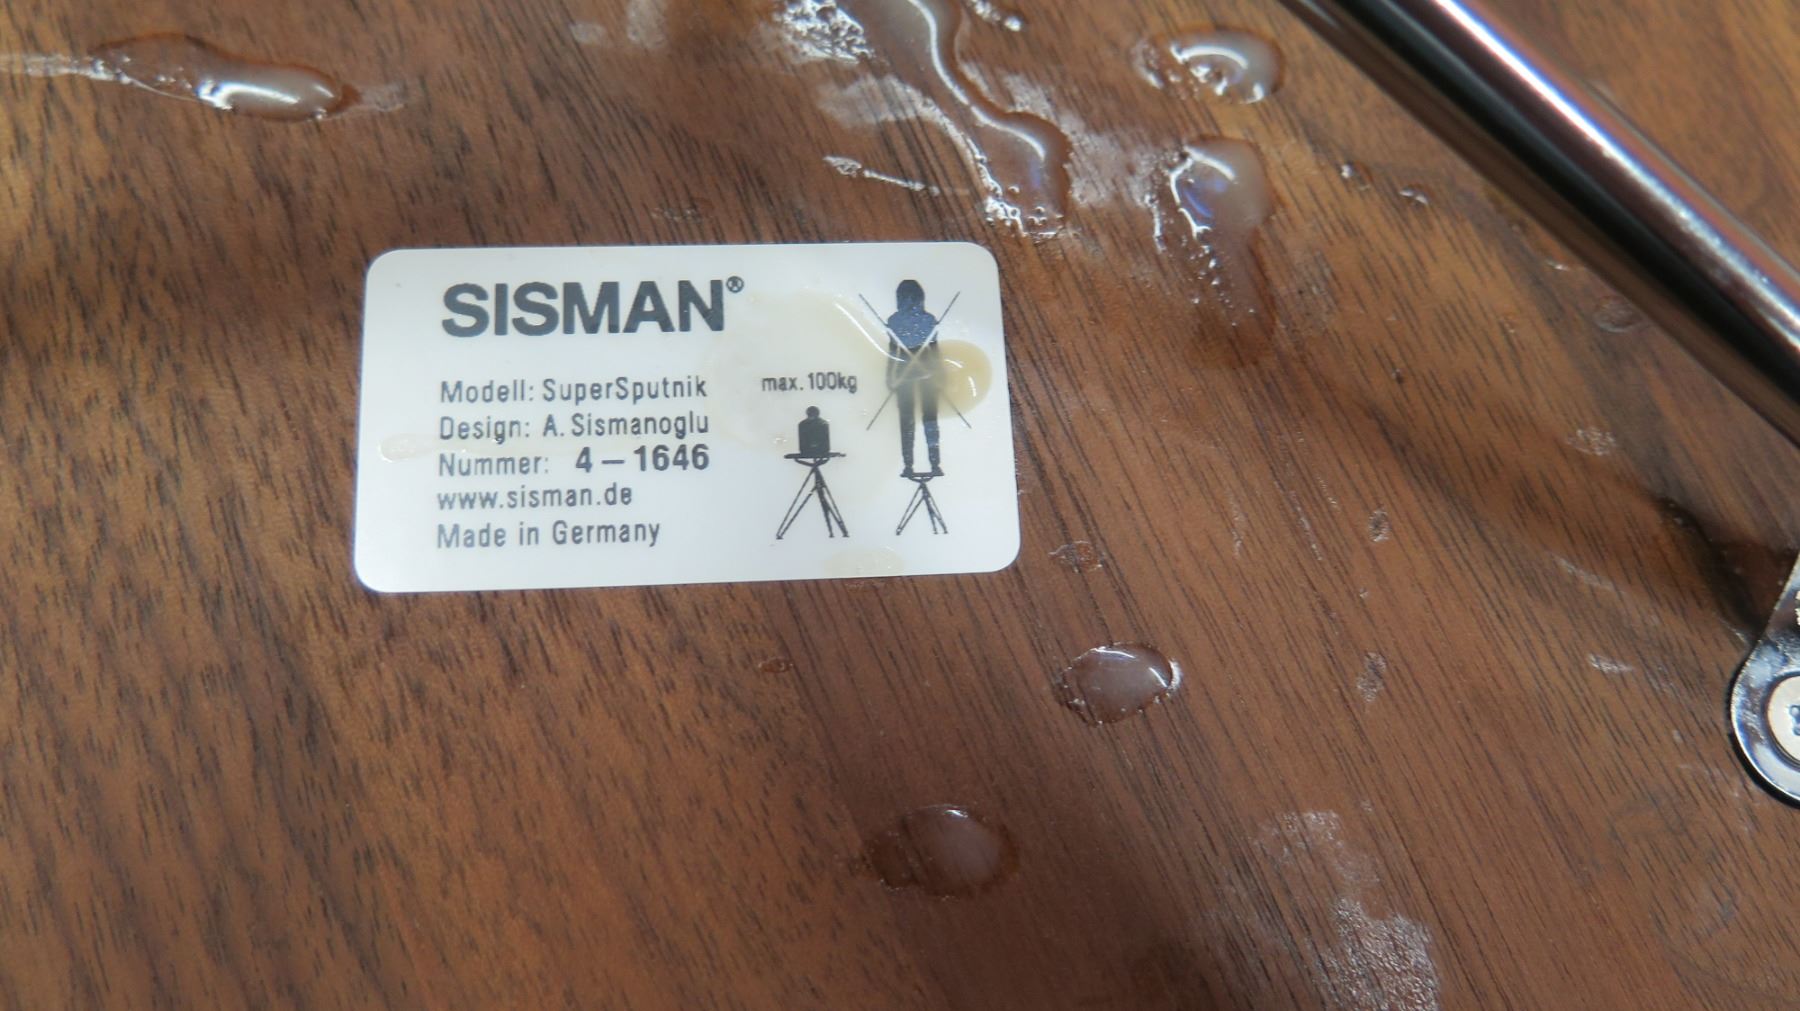 SISMAN®
Modell: SuperSputnik
Design: A. Sismanoglu
Nummer: 4 – 1646
www.sisman.de
Made in Germany
max. 100kg